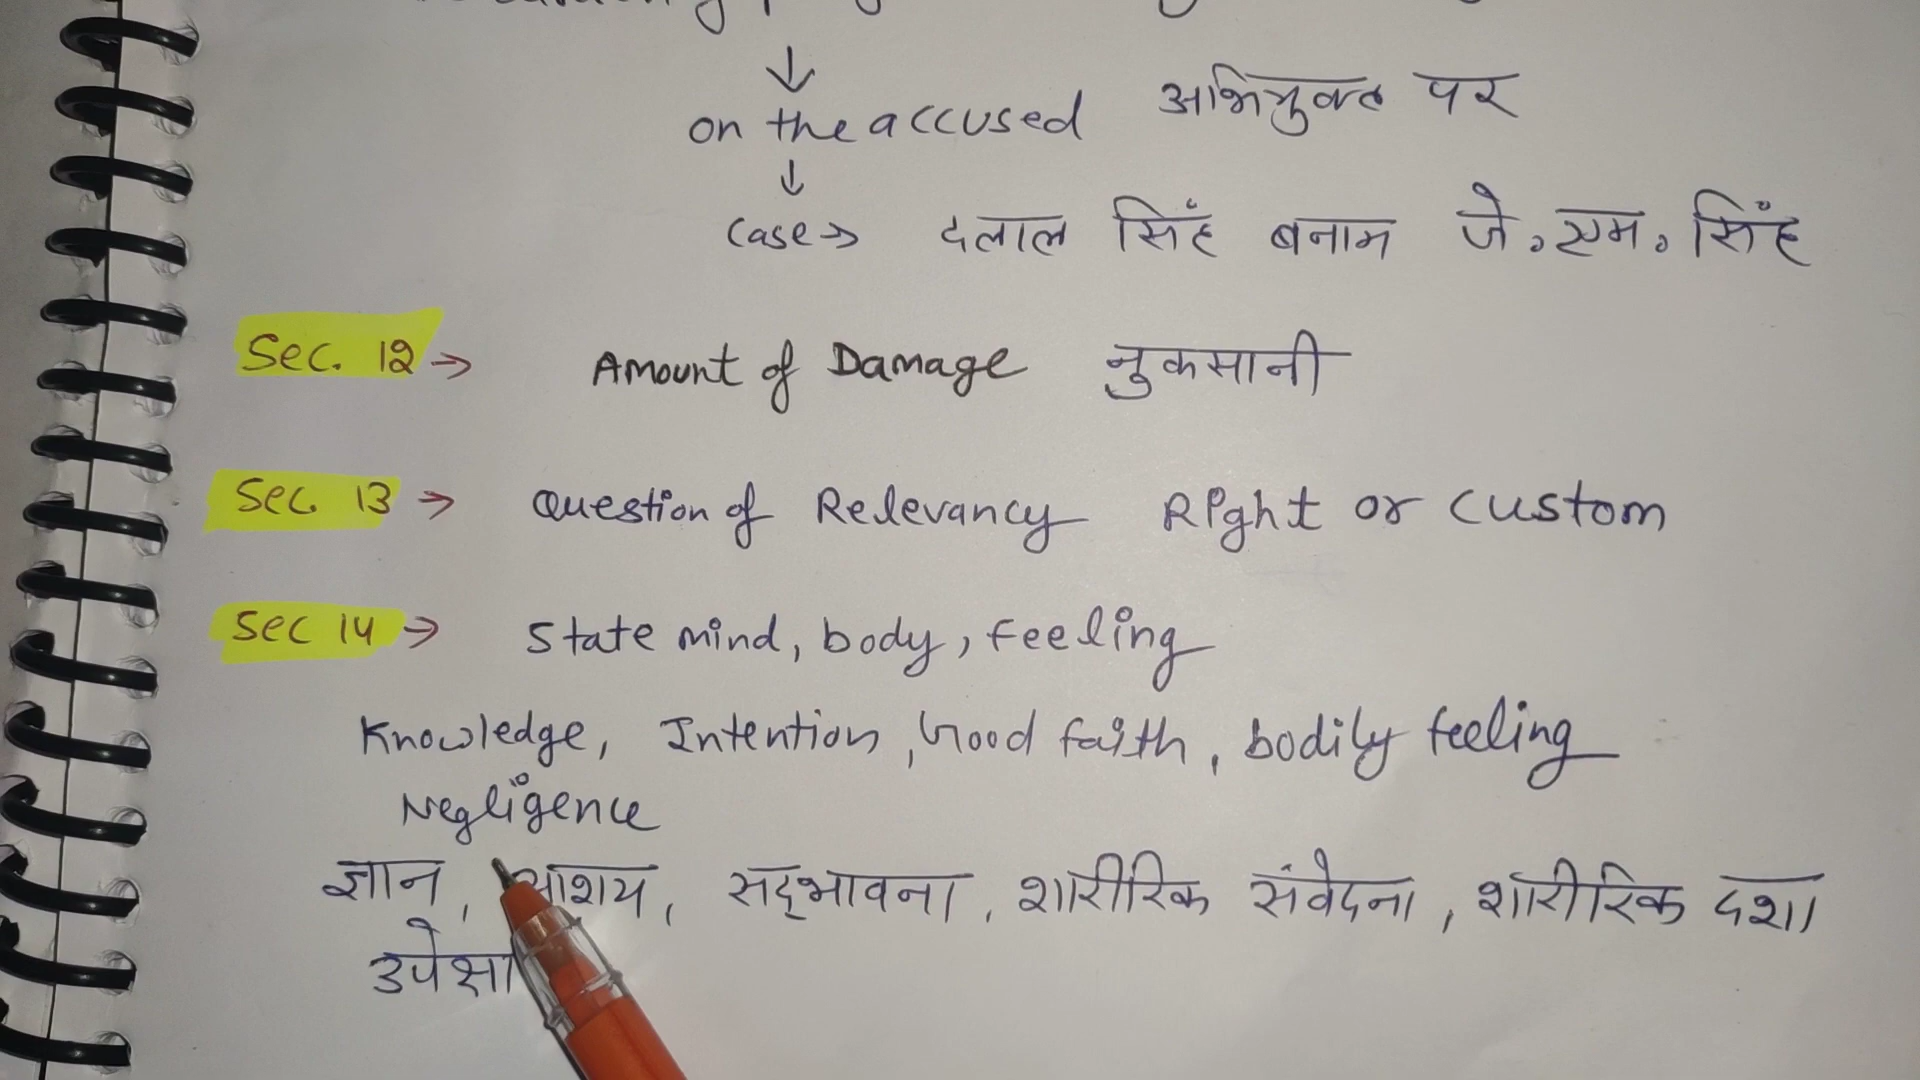 ↓
on the accused अभियुक्त पर
↓
Case → दलाल सिंह बनाम जे. एम. सिंह
Sec. 12 → Amount of Damage नुकसानी
Sec. 13 → Question of Relevancy Right or custom
Sec 14 → State mind, body, feeling
Knowledge, Intention, Good faith, bodily feeling
Negligence
ज्ञान, आशय, सद्भावना, शारीरिक संवेदना, शारीरिक दशा
उपेक्षा